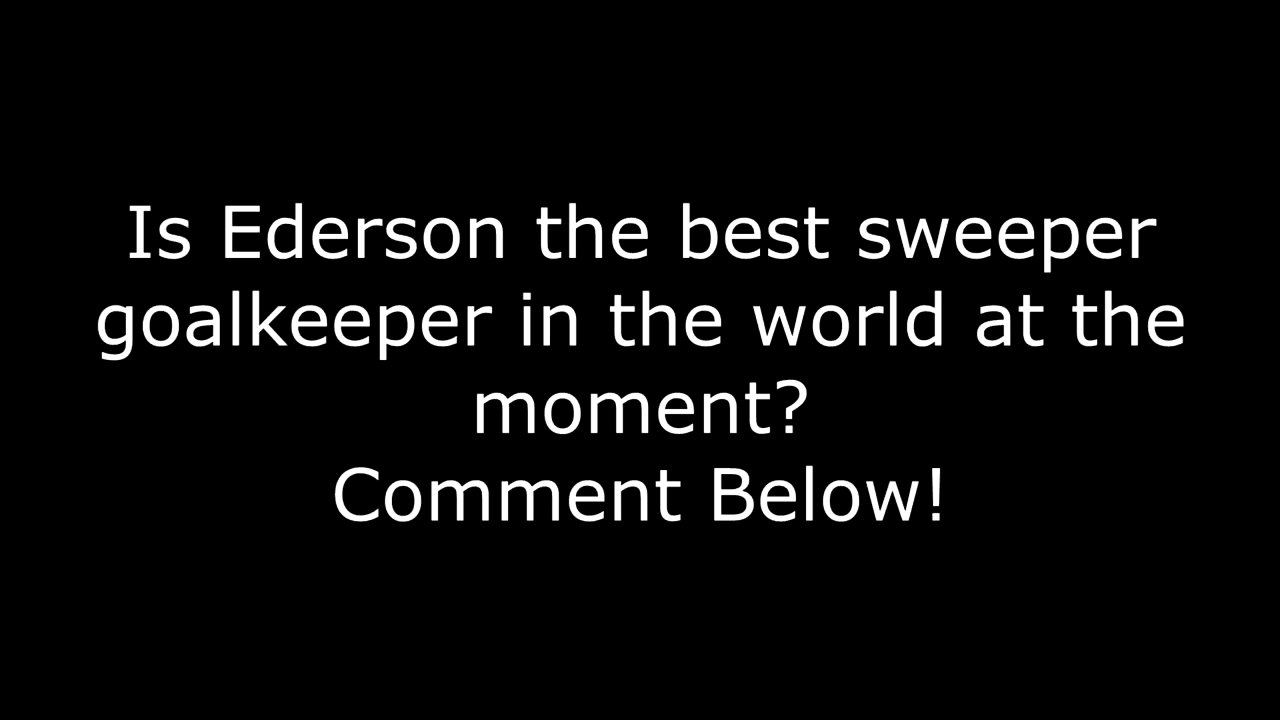 Is Ederson the best sweeper
goalkeeper in the world at the
moment?
Comment Below!